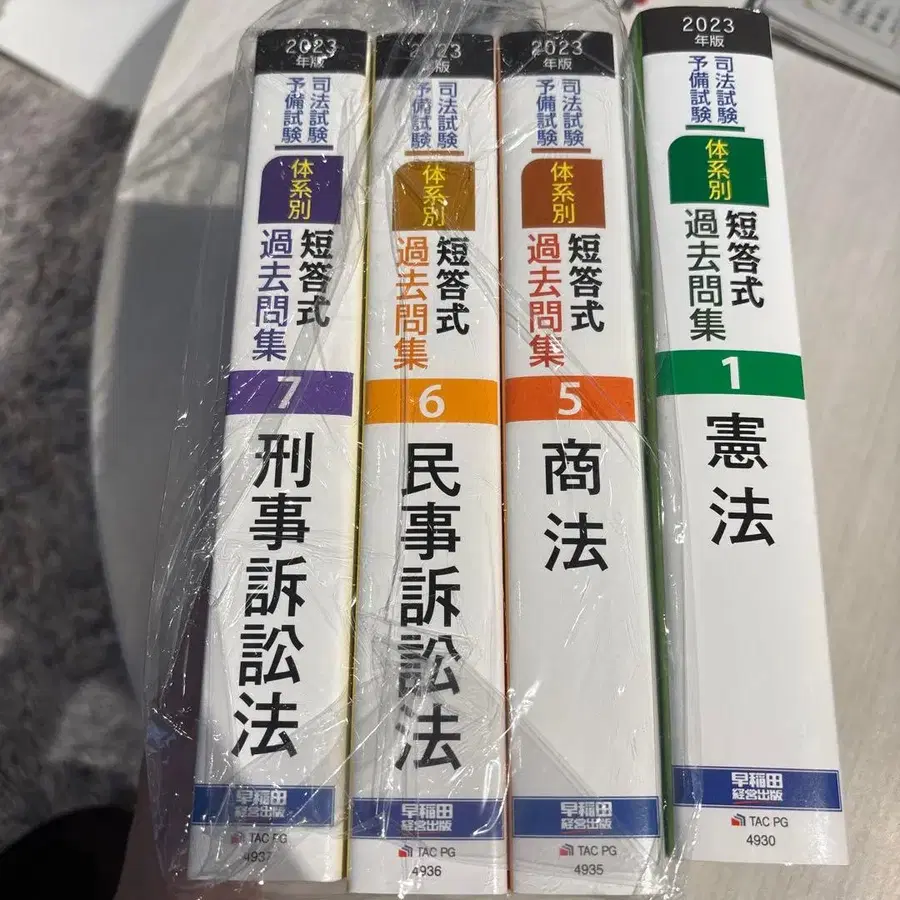 2023
年版
司法試験
予備試験
体系別
短答式
過去問集
7
刑事訴訟法
早稲田
経営出版
TAC PG
4937
2023
年版
司法試験
予備試験
体系別
短答式
過去問集
6
民事訴訟法
早稲田
経営出版
TAC PG
4936
2023
年版
司法試験
予備試験
体系別
短答式
過去問集
5
商法
早稲田
経営出版
TAC PG
4935
2023
年版
司法試験
予備試験
体系別
短答式
過去問集
1
憲法
早稲田
経営出版
TAC PG
4930